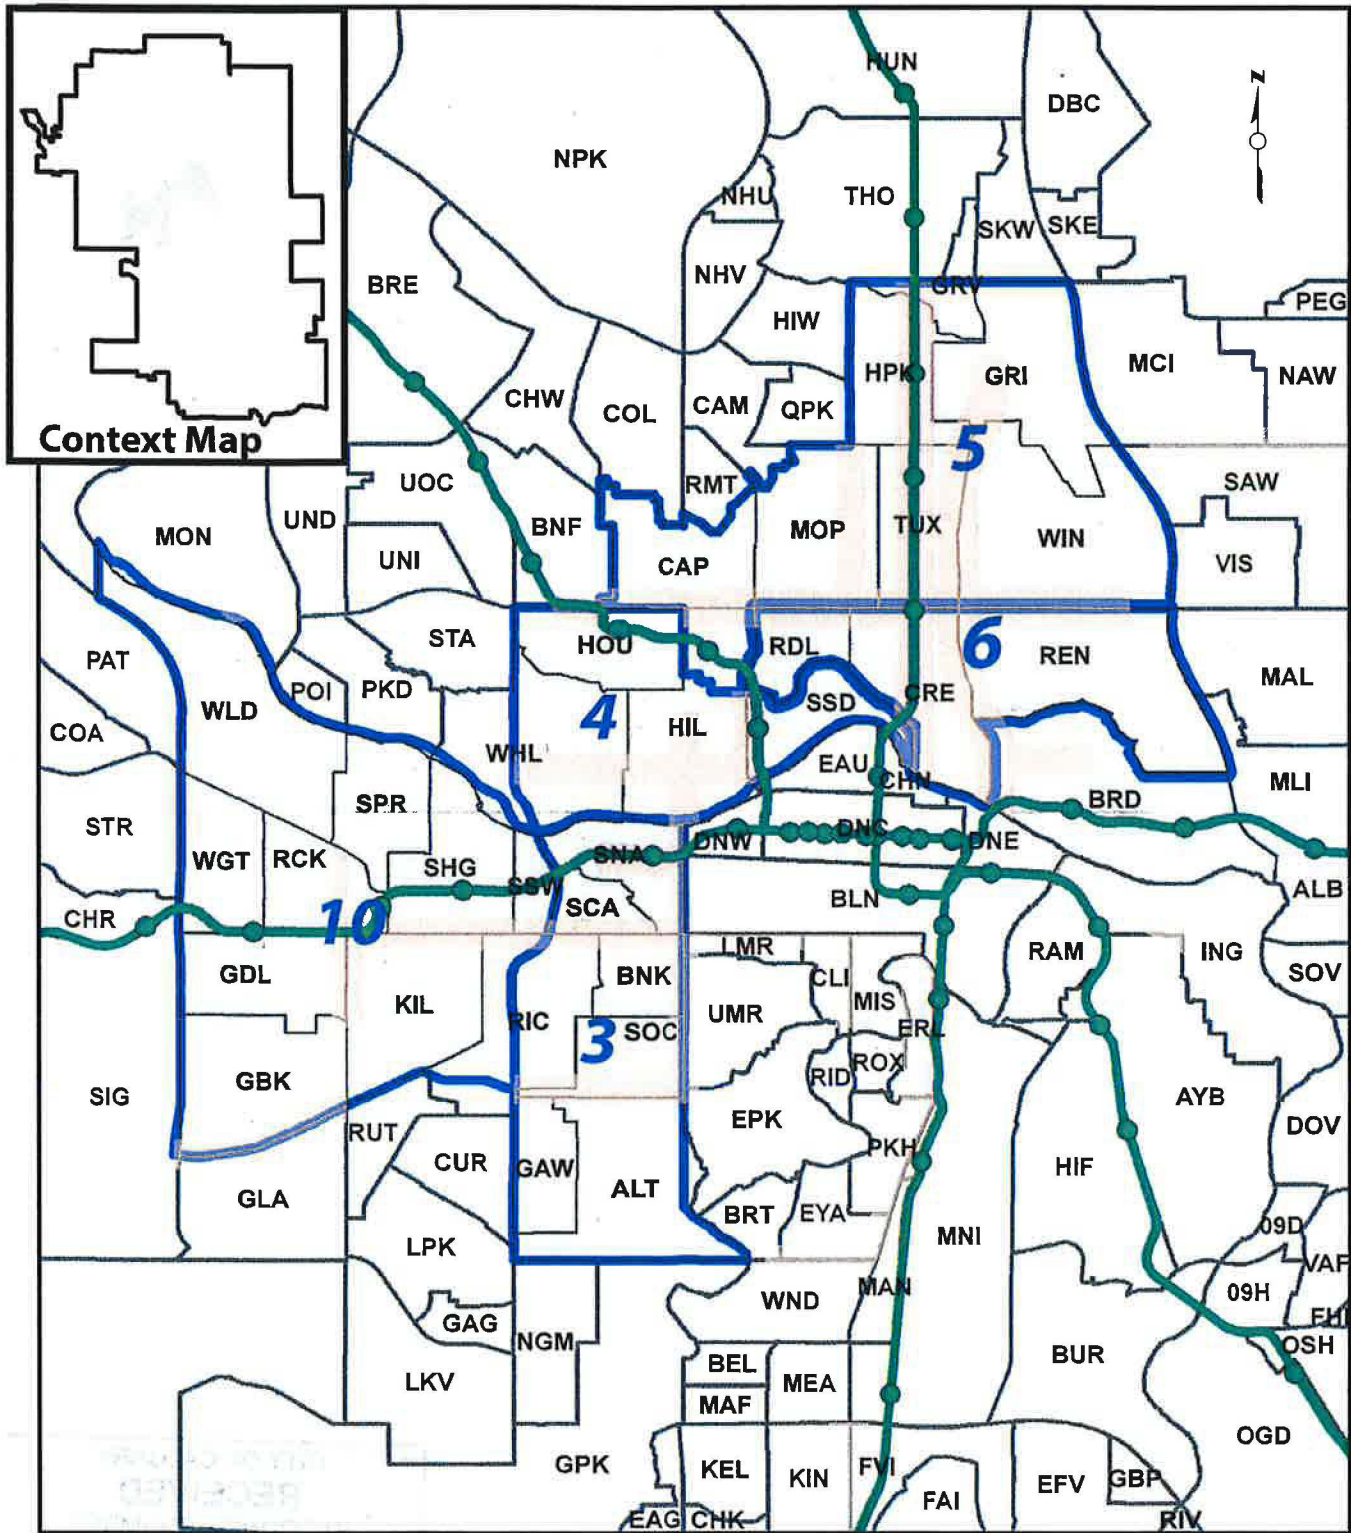 HUN
N
DBC
NPK
NHU
THO
SKW
SKE
BRE
NHV
GRV
PEG
HIW
HPK
GRI
MCI
NAW
CHW
COL
CAM
QPK
Context Map
5
UOC
RMT
SAW
MON
UND
BNF
MOP
TUX
WIN
UNI
CAP
VIS
STA
HOU
RDL
6
REN
PAT
POI
PKD
MAL
WLD
SSD
CRE
COA
4
HIL
WHL
EAU
CHN
MLI
SPR
BRD
STR
DNW
DNC
DNE
WGT
RCK
SHG
SNA
SSW
ALB
CHR
10
SCA
BLN
LMR
RAM
ING
GDL
BNK
CLI
SOV
KIL
MIS
UMR
RIC
3
SOC
ERL
ROX
GBK
RID
SIG
AYB
EPK
DOV
RUT
PKH
CUR
GAW
HIF
ALT
GLA
BRT
EYA
09D
LPK
MNI
VAF
MAN
WND
09H
GAG
NGM
FHI
OSH
BEL
BUR
LKV
MEA
MAF
OGD
GPK
KEL
KIN
FVI
EFV
GBP
FAI
EAG
CHK
RIV
RECEIVED